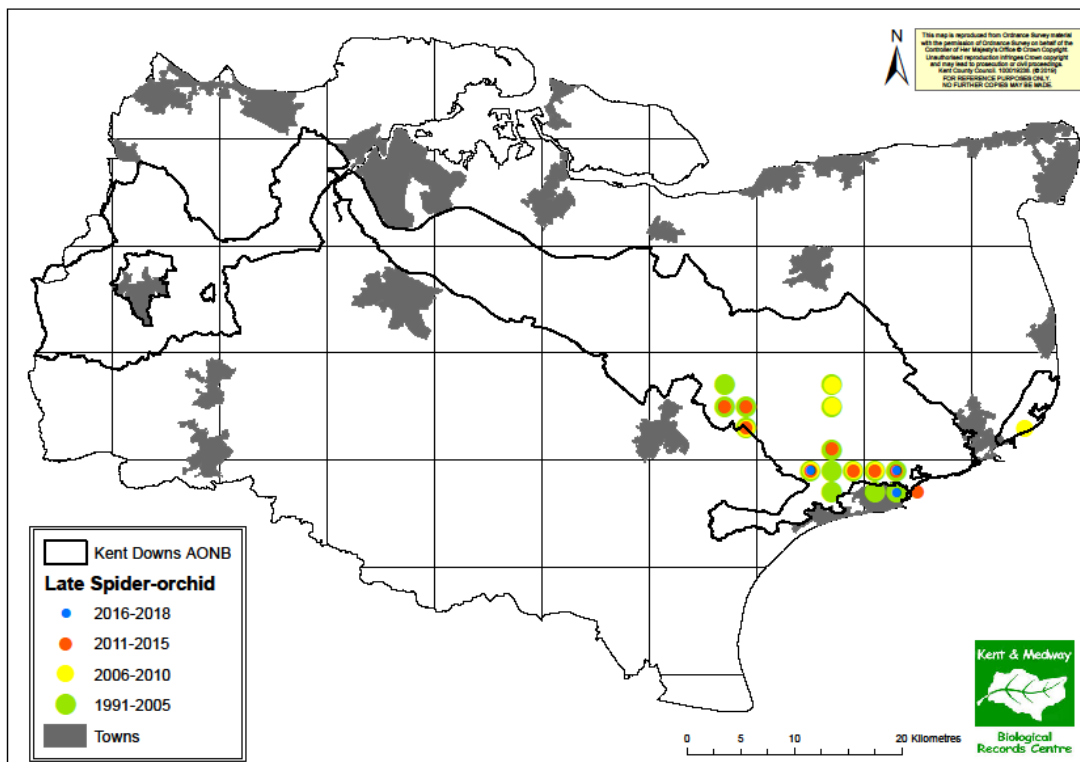 N
This map is reproduced from Ordnance Survey material
with the permission of Ordnance Survey on behalf of the
Controller of Her Majesty's Office © Crown Copyright.
Unauthorised reproduction infringes Crown copyright
and may lead to prosecution or civil proceedings.
Kent County Council. 100019238. (© 2019)
FOR REFERENCE PURPOSES ONLY.
NO FURTHER COPIES MAY BE MADE.
Kent Downs AONB
Late Spider-orchid
2016-2018
2011-2015
2006-2010
1991-2005
Towns
0 5 10 20 Kilometres
Kent & Medway
Biological
Records Centre